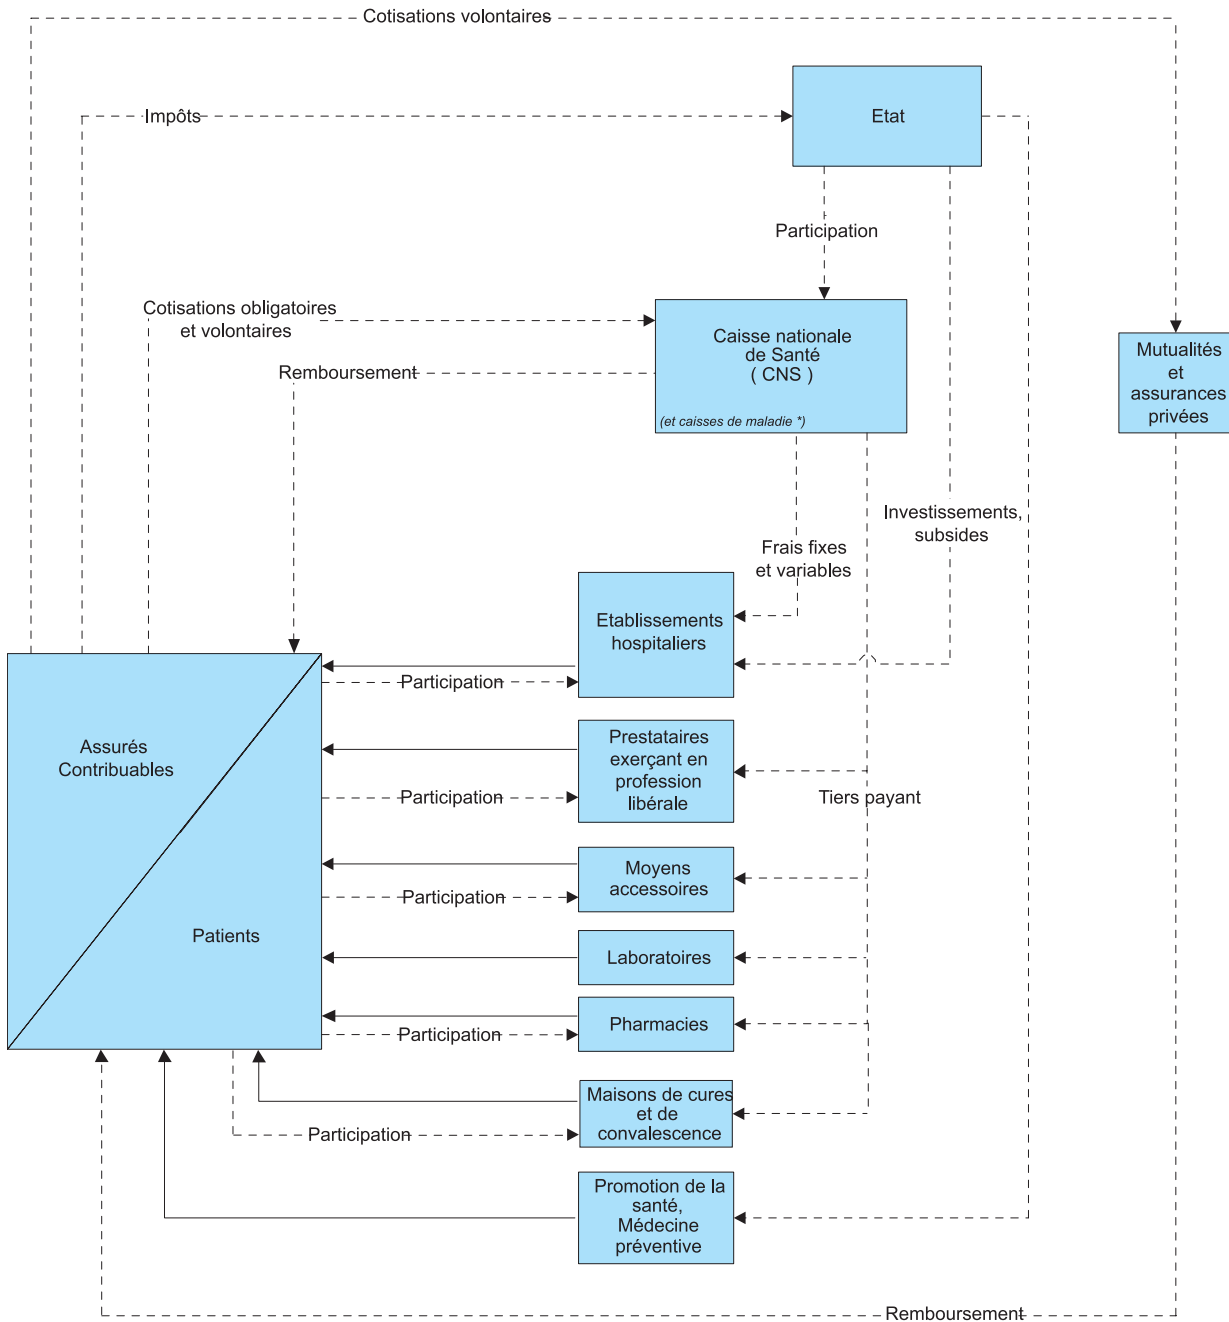 Cotisations volontaires
Impôts
Etat
Participation
Cotisations obligatoires
et volontaires
Caisse nationale
de Santé
( CNS )
(et caisses de maladie *)
Remboursement
Mutualités
et
assurances
privées
Investissements,
subsides
Frais fixes
et variables
Etablissements
hospitaliers
Participation
Assurés
Contribuables
Prestataires
exerçant en
profession
libérale
Participation
Tiers payant
Moyens
accessoires
Participation
Patients
Laboratoires
Pharmacies
Participation
Maisons de cures
et de
convalescence
Participation
Promotion de la
santé,
Médecine
préventive
Remboursement